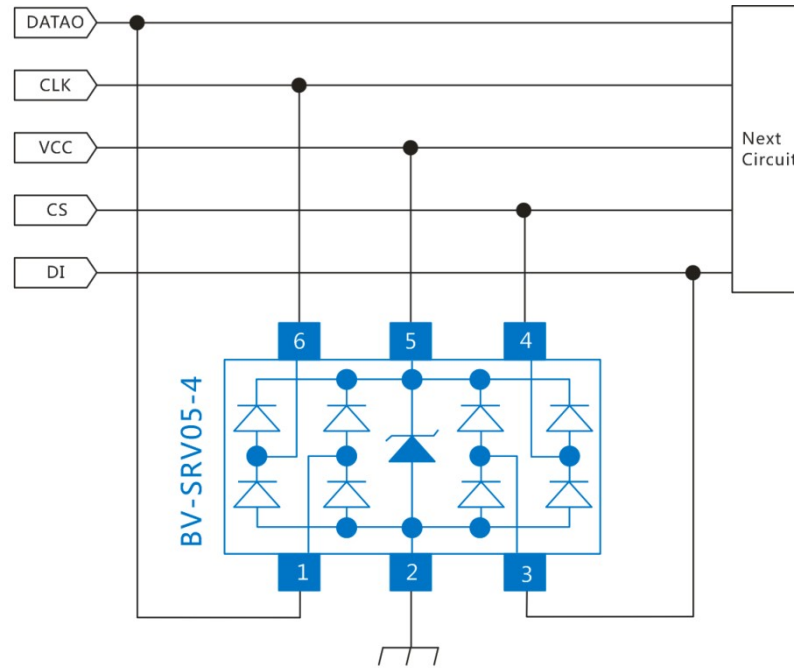 DATAO
CLK
VCC
CS
DI
Next
Circuit
6
5
4
BV-SRV05-4
1
2
3